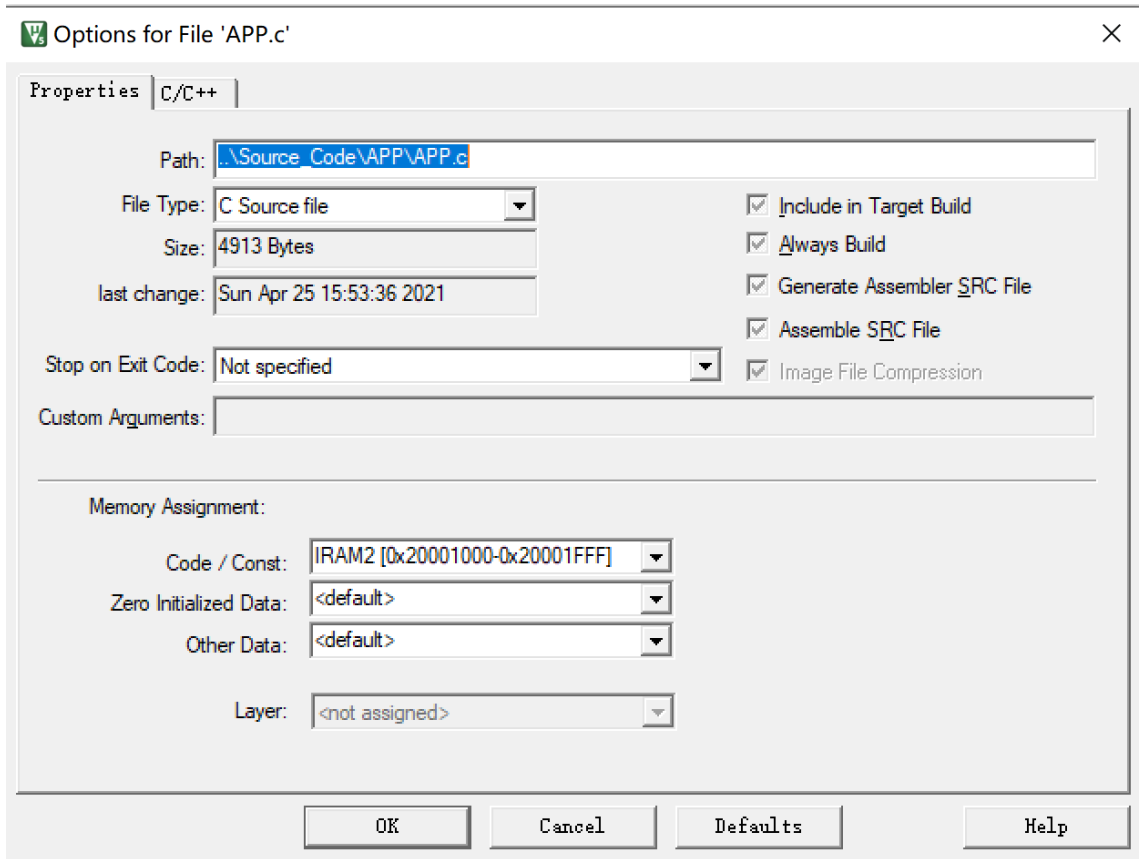 Options for File 'APP.c'
Properties C/C++
Path: ..\Source_Code\APP\APP.c
File Type: C Source file
Include in Target Build
Size: 4913 Bytes
Always Build
last change: Sun Apr 25 15:53:36 2021
Generate Assembler SRC File
Assemble SRC File
Stop on Exit Code: Not specified
Image File Compression
Custom Arguments:
Memory Assignment:
Code / Const: IRAM2 [0x20001000-0x20001FFF]
Zero Initialized Data: <default>
Other Data: <default>
Layer: <not assigned>
OK Cancel Defaults Help